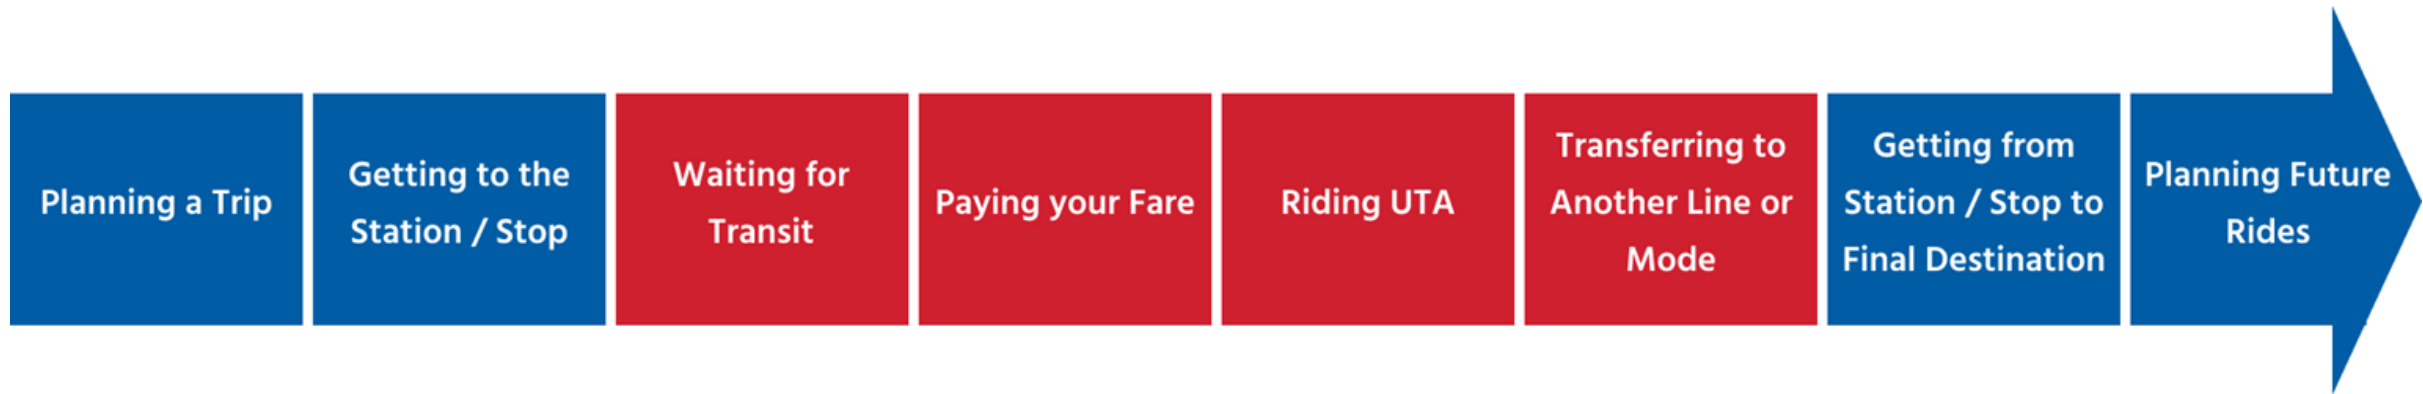 Planning a Trip
Getting to the
Station / Stop
Waiting for
Transit
Paying your Fare
Riding UTA
Transferring to
Another Line or
Mode
Getting from
Station / Stop to
Final Destination
Planning Future
Rides